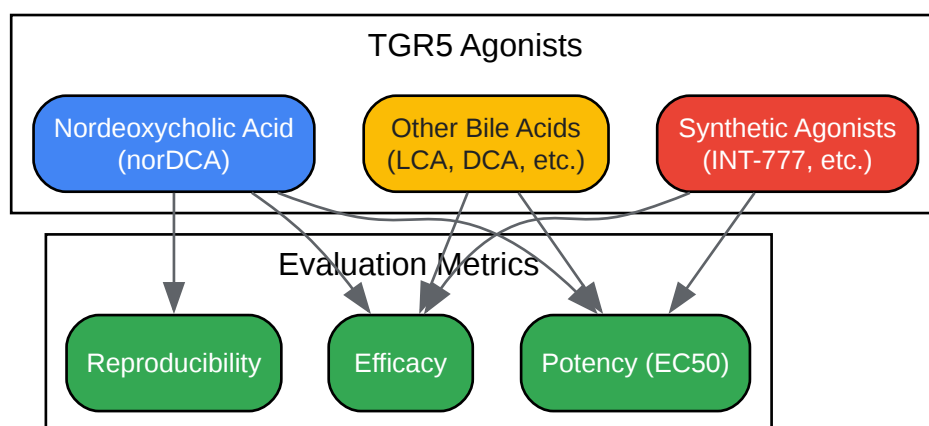 TGR5 Agonists
Nordeoxycholic Acid
(norDCA)
Other Bile Acids
(LCA, DCA, etc.)
Synthetic Agonists
(INT-777, etc.)
Evaluation Metrics
Reproducibility
Efficacy
Potency (EC50)